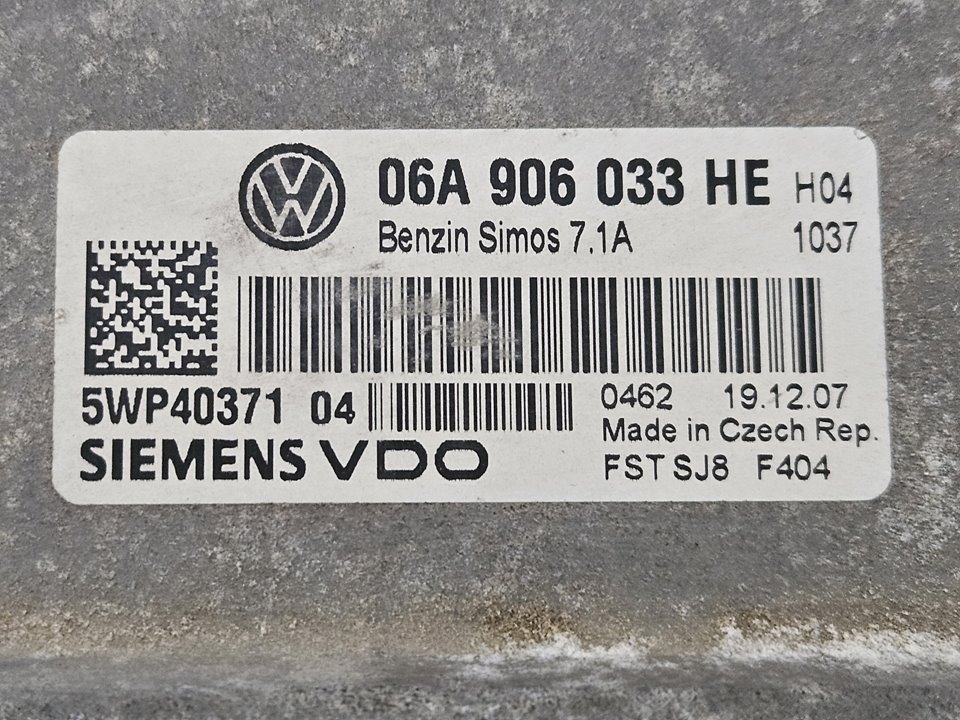 06A 906 033 HE H04
Benzin Simos 7.1A 1037
5WP40371 04
0462 19.12.07
Made in Czech Rep.
SIEMENS VDO
FST SJ8 F404